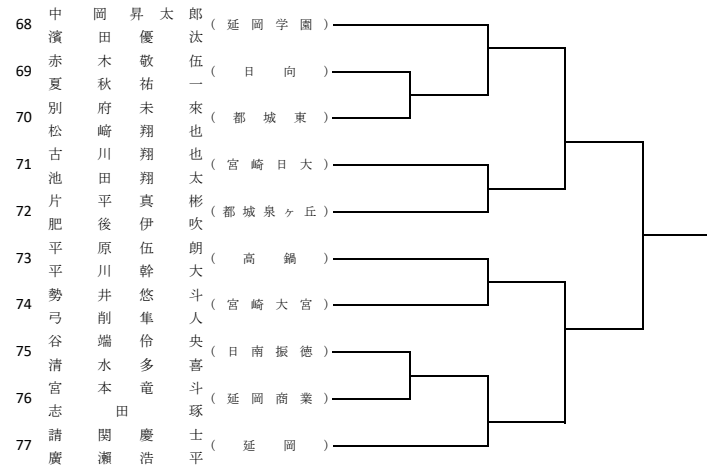 68 中岡昇太郎 (延岡学園)
濱田優汰
69 赤木敬伍 (日向)
夏秋祐一
70 別府未來 (都城東)
松﨑翔也
71 古川翔也 (宮崎日大)
池田翔太
72 片平真彬 (都城泉ヶ丘)
肥後伊吹
73 平原伍朗 (高鍋)
平川幹大
74 勢井悠斗 (宮崎大宮)
弓削隼人
75 谷端伶央 (日南振徳)
清水多喜
76 宮本竜斗 (延岡商業)
志田琢
77 請関慶士 (延岡)
廣瀬浩平